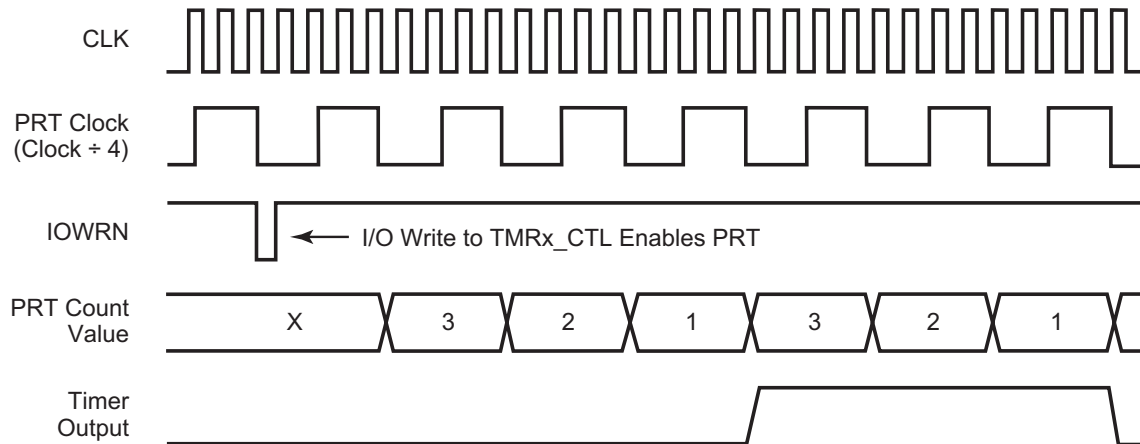 CLK
PRT Clock
(Clock ÷ 4)
IOWRN
I/O Write to TMRx_CTL Enables PRT
PRT Count
Value
X 3 2 1 3 2 1
Timer
Output